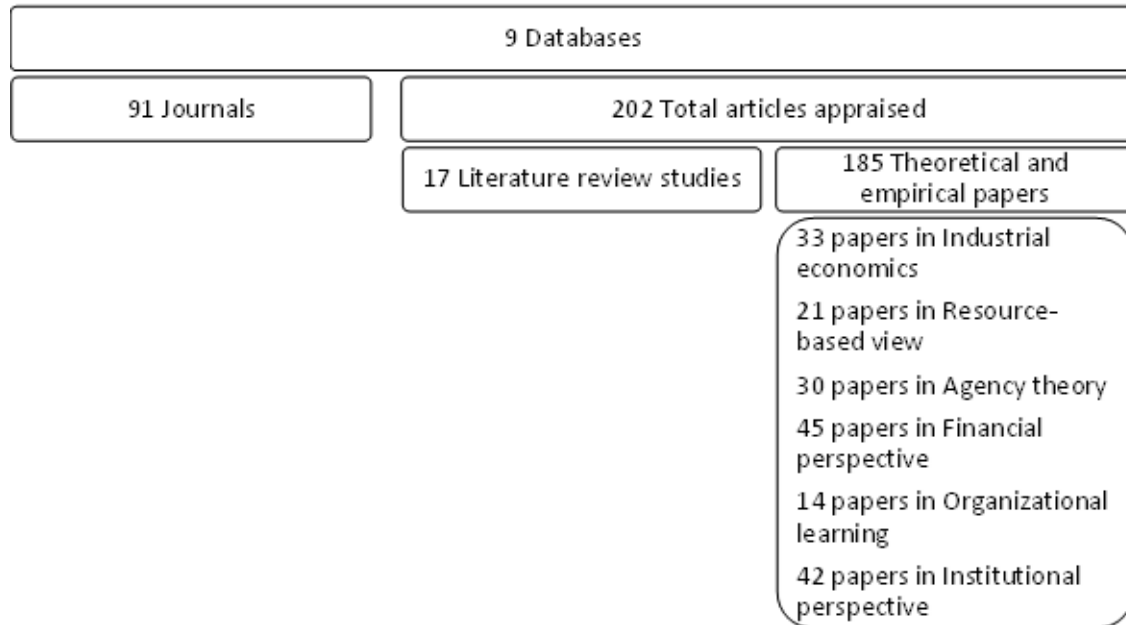 9 Databases
91 Journals
202 Total articles appraised
17 Literature review studies
185 Theoretical and
empirical papers
33 papers in Industrial
economics
21 papers in Resource-
based view
30 papers in Agency theory
45 papers in Financial
perspective
14 papers in Organizational
learning
42 papers in Institutional
perspective